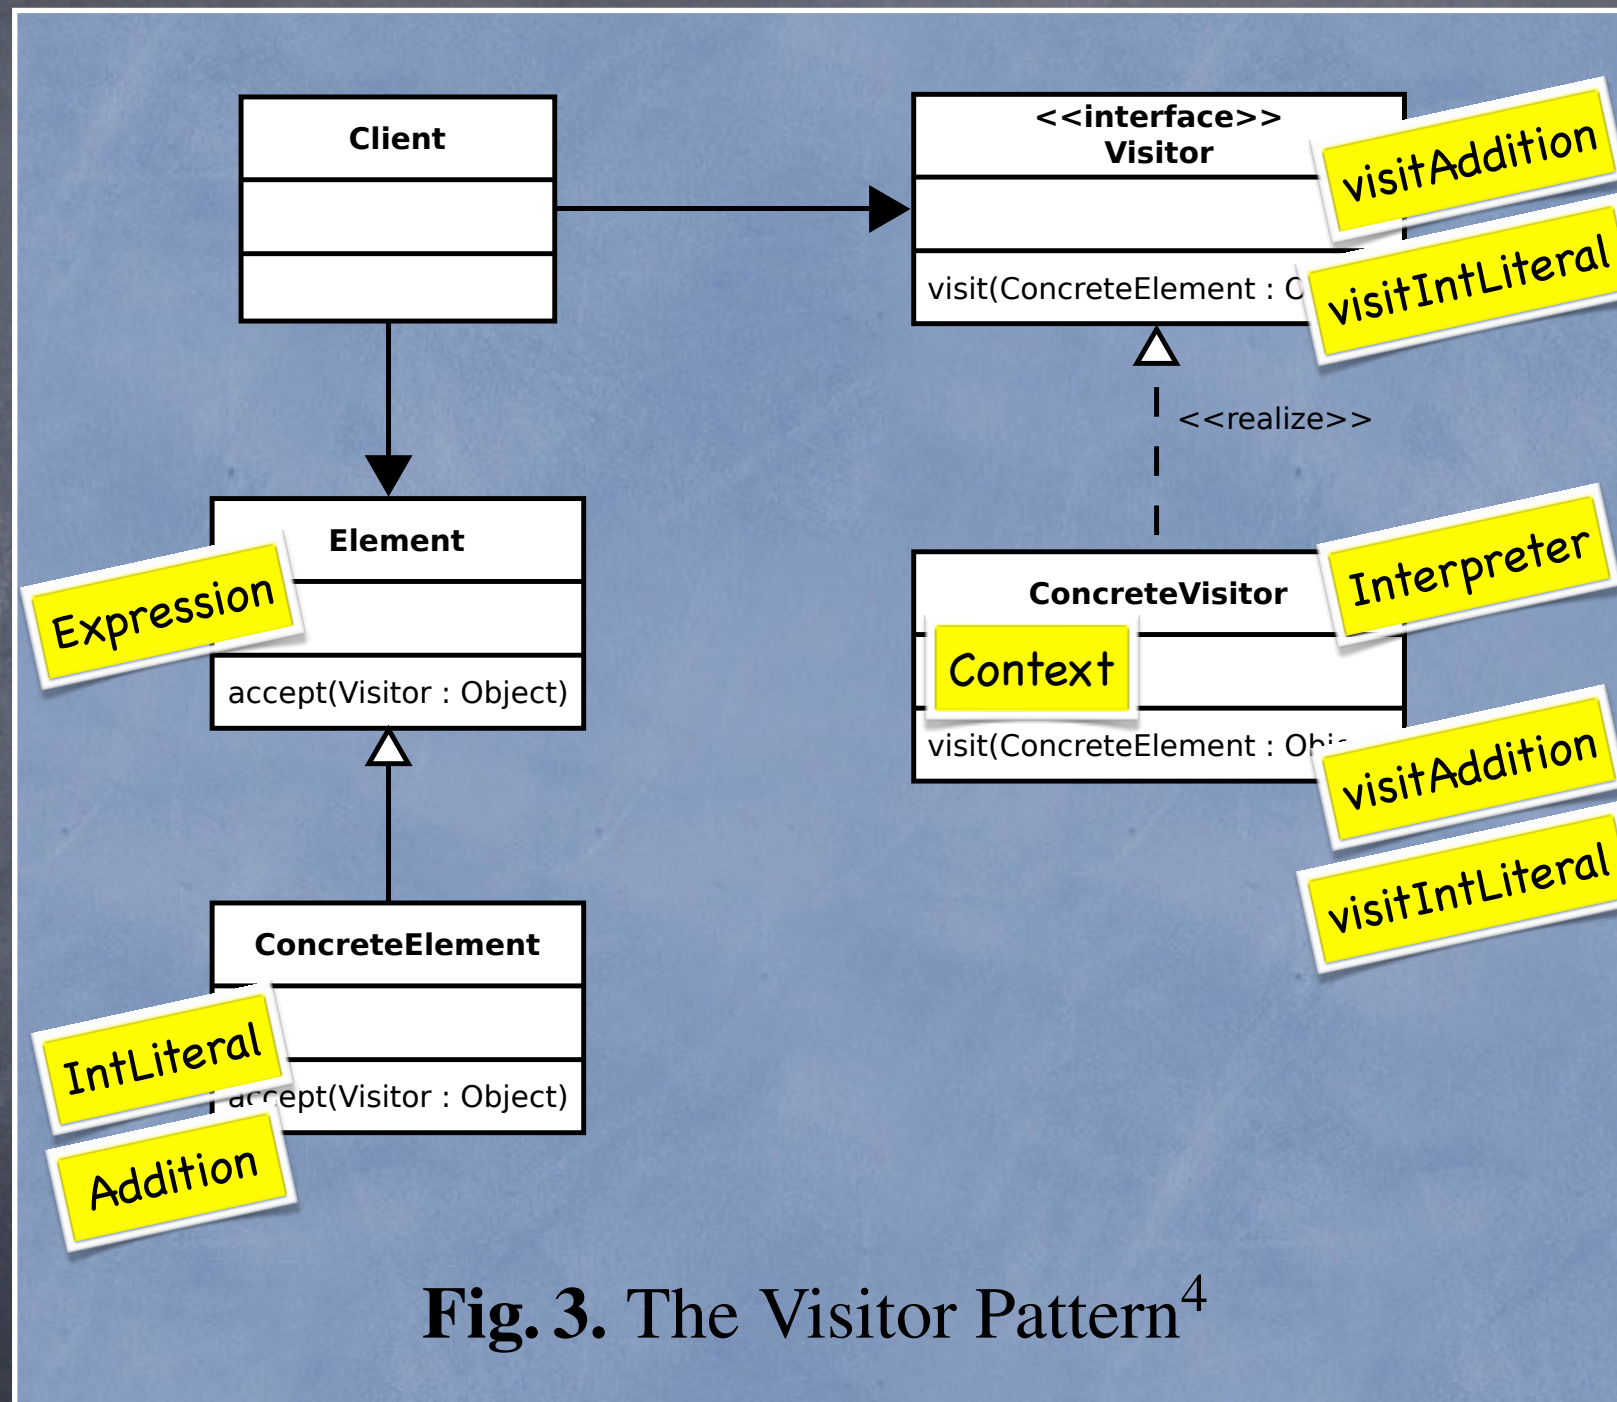 Client
<<interface>>
Visitor
visitAddition
visit(ConcreteElement :
visitIntLiteral
<<realize>>
Element
Expression
accept(Visitor : Object)
ConcreteVisitor
Interpreter
Context
visit(ConcreteElement :
visitAddition
visitIntLiteral
ConcreteElement
IntLiteral
accept(Visitor : Object)
Addition
Fig. 3. The Visitor Pattern⁴